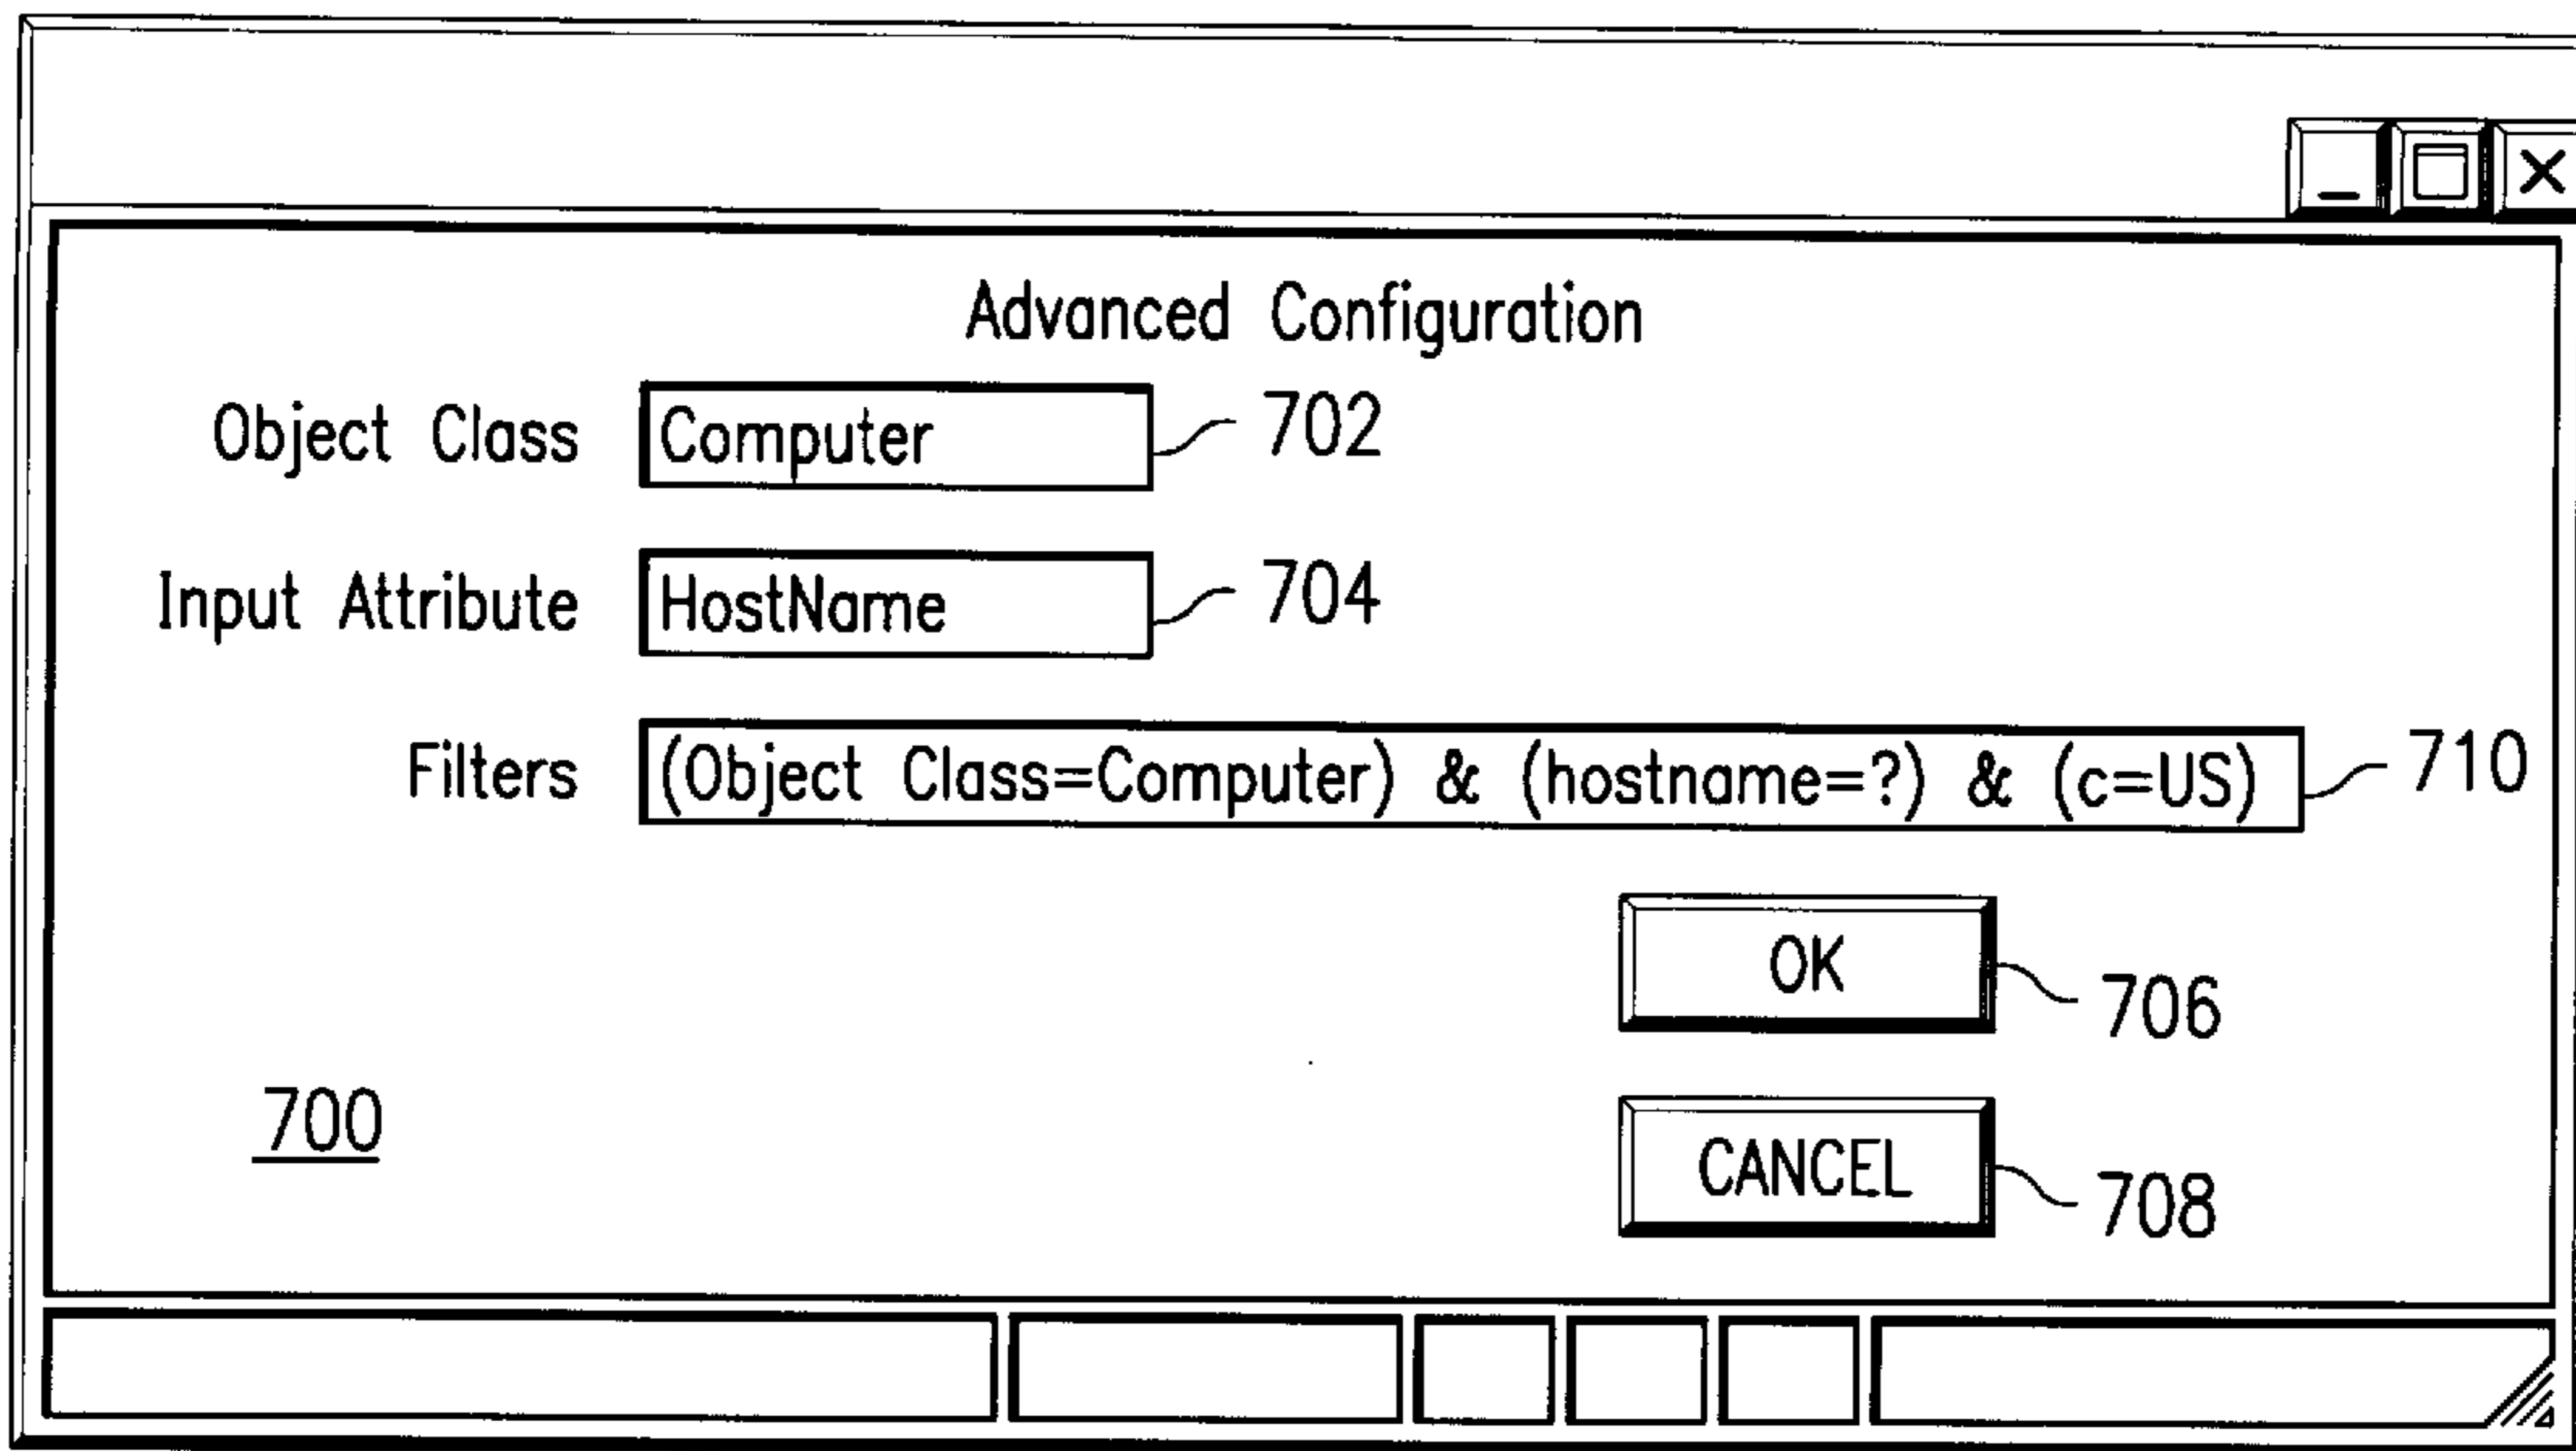 Advanced Configuration
Object Class Computer 702
Input Attribute HostName 704
Filters (Object Class=Computer) & (hostname=?) & (c=US) 710
OK 706
700
CANCEL 708